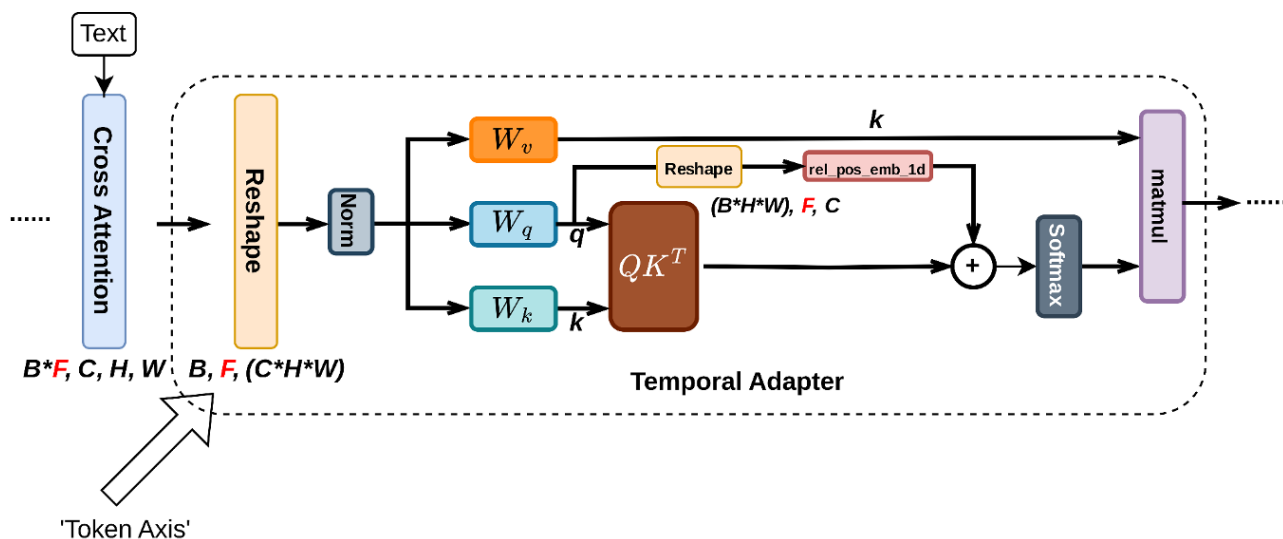 Text
Cross Attention
Reshape
Norm
W_v
W_q
W_k
k
q
k
Reshape
rel_pos_emb_1d
(B*H*W), F, C
QK^T
+
Softmax
matmul
......
......
B*F, C, H, W
B, F, (C*H*W)
Temporal Adapter
'Token Axis'